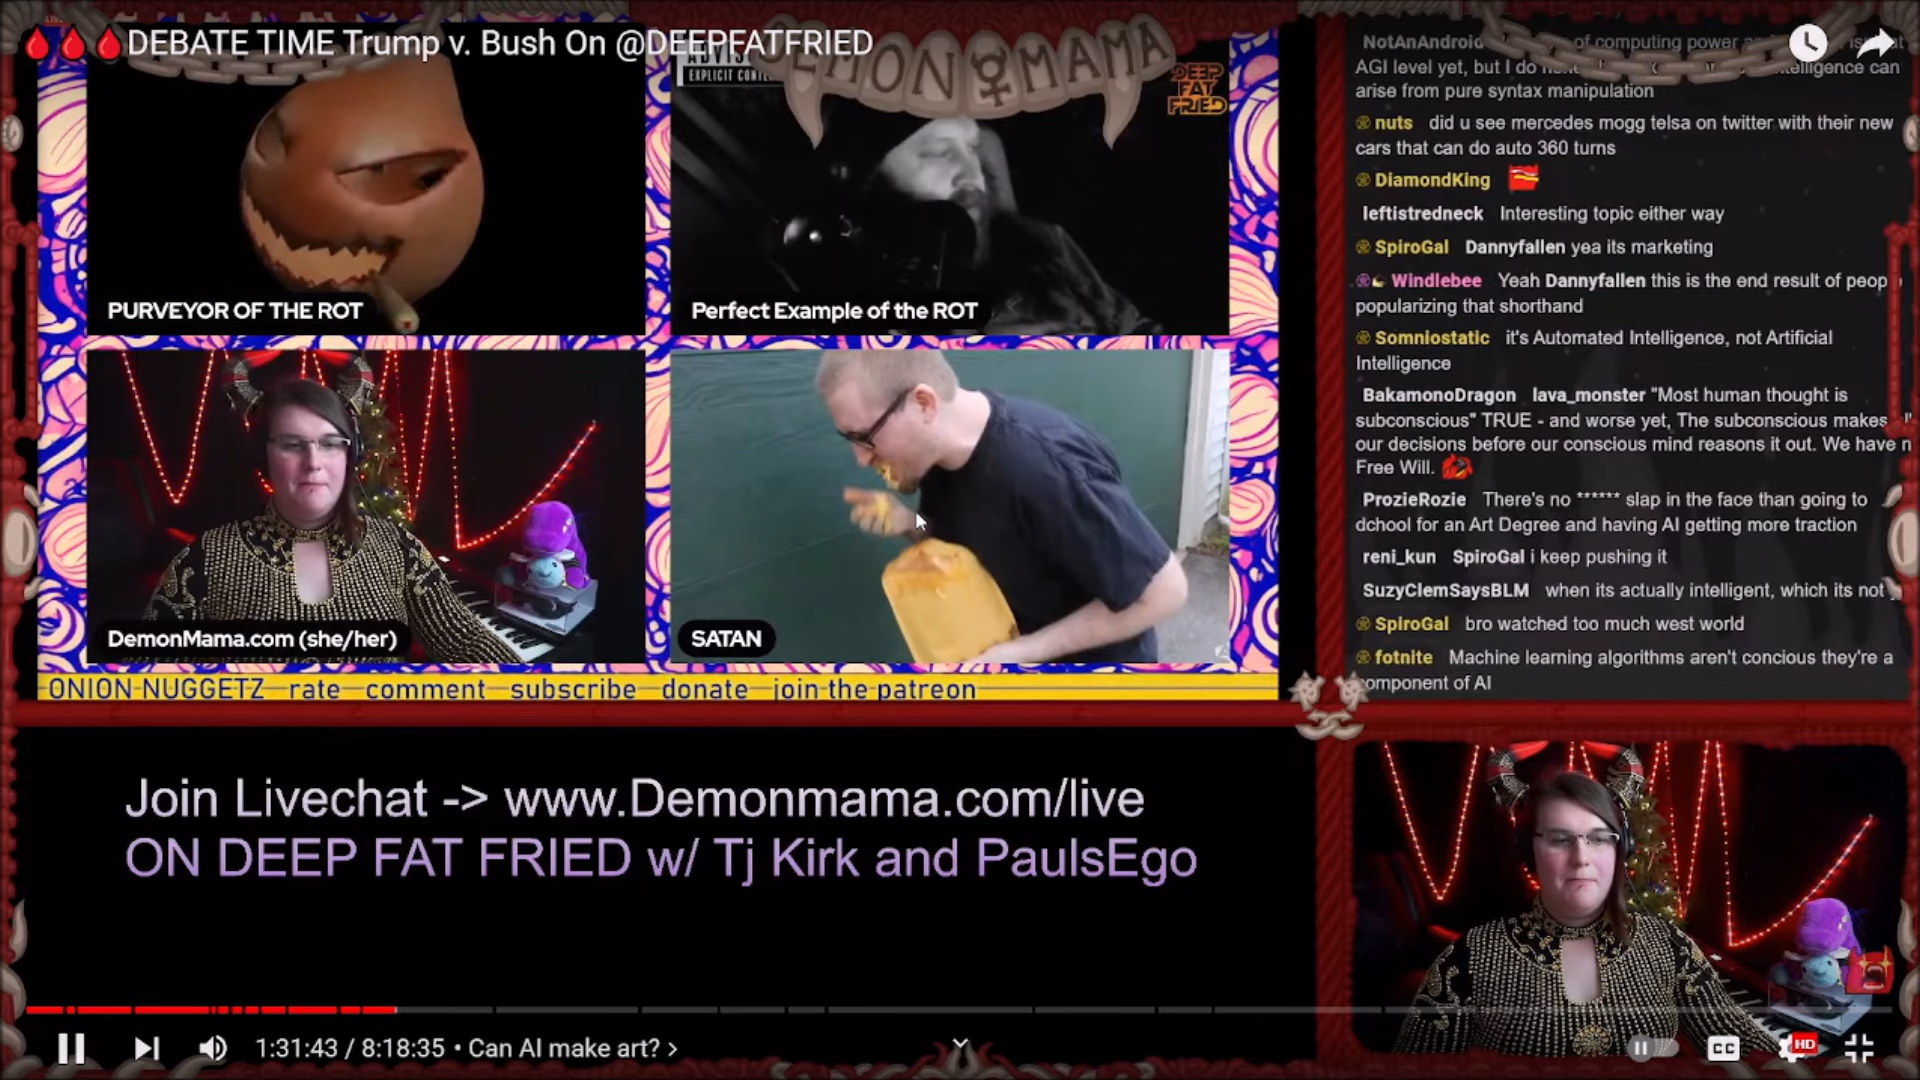 🩸🩸🩸DEBATE TIME Trump v. Bush On @DEEPFATFRIED
EXPLICIT
DEMON MAMA
DEEP
FAT
FRIED
PURVEYOR OF THE ROT
Perfect Example of the ROT
DemonMama.com (she/her)
SATAN
ONION NUGGETZ rate comment subscribe donate join the patreon
NotAnAndroid of computing power
AGI level yet, but I do can
arise from pure syntax manipulation
nuts did u see mercedes mogg telsa on twitter with their new
cars that can do auto 360 turns
DiamondKing
leftistredneck Interesting topic either way
SpiroGal Dannyfallen yea its marketing
Windlebee Yeah Dannyfallen this is the end result of peop
popularizing that shorthand
Somniostatic it's Automated Intelligence, not Artificial
Intelligence
BakamonoDragon lava_monster "Most human thought is
subconscious" TRUE - and worse yet, The subconscious makes
our decisions before our conscious mind reasons it out. We have n
Free Will.
ProzieRozie There's no ****** slap in the face than going to
dchool for an Art Degree and having AI getting more traction
reni_kun SpiroGal i keep pushing it
SuzyClemSaysBLM when its actually intelligent, which its not
SpiroGal bro watched too much west world
fotnite Machine learning algorithms aren't concious they're a
component of AI
Join Livechat -> www.Demonmama.com/live
ON DEEP FAT FRIED w/ Tj Kirk and PaulsEgo
1:31:43 / 8:18:35 • Can AI make art? >
CC
HD